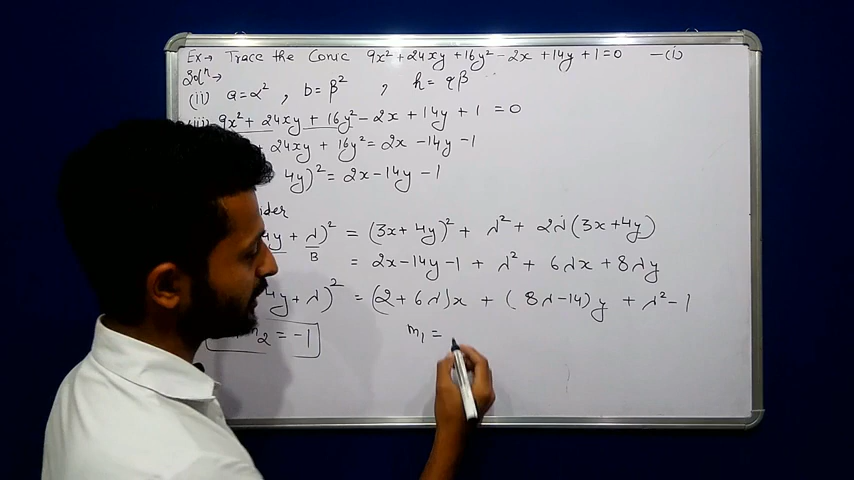 Ex→ Trace the Conic 9x² + 24xy + 16y² - 2x + 14y + 1 = 0 —(i)
Solⁿ→
(ii) a = α² , b = β² , h = αβ
9x² + 24xy + 16y² - 2x + 14y + 1 = 0
+ 24xy + 16y² = 2x - 14y - 1
4y)² = 2x - 14y - 1
4y + λ)² = (3x + 4y)² + λ² + 2λ(3x + 4y)
B
= 2x - 14y - 1 + λ² + 6λx + 8λy
4y + λ)² = (2 + 6λ)x + (8λ - 14)y + λ² - 1
₂ = -1 m₁ =